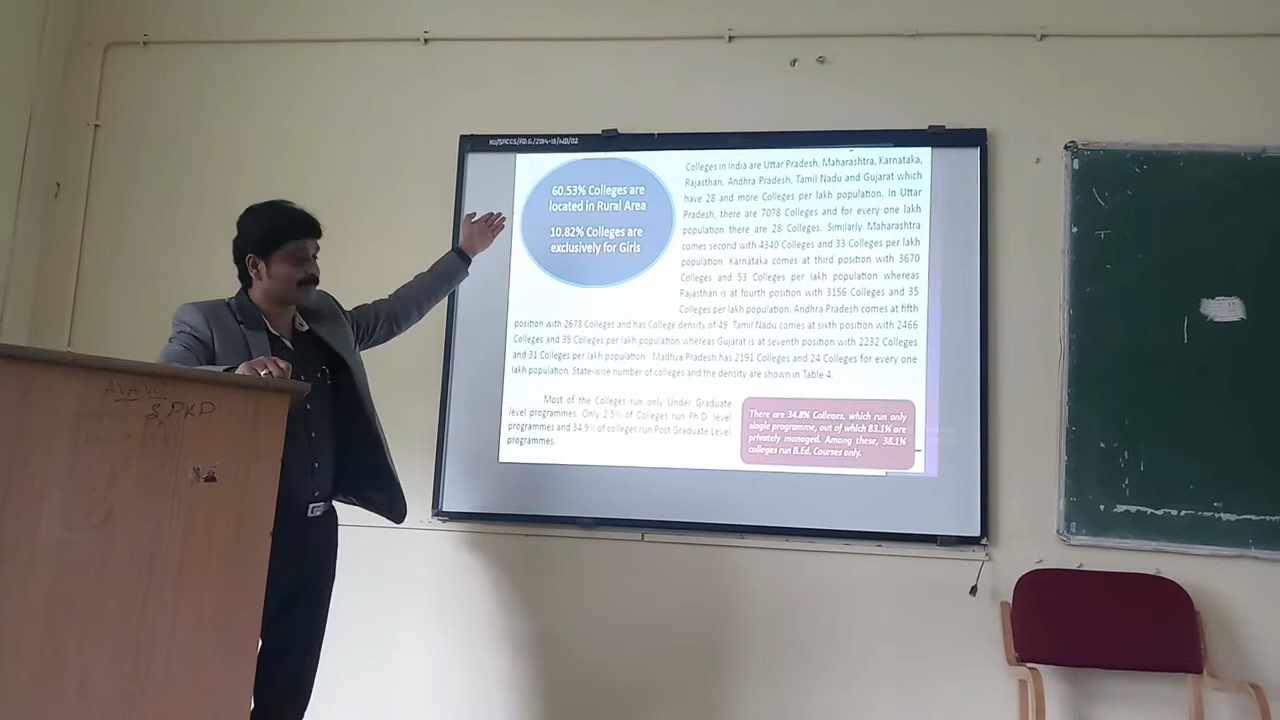 KU/SACCS/AD.G./2014-15/WB/02
60.53% Colleges are
located in Rural Area
10.82% Colleges are
exclusively for Girls
Colleges in India are Uttar Pradesh, Maharashtra, Karnataka,
Rajasthan, Andhra Pradesh, Tamil Nadu and Gujarat which
have 28 and more Colleges per lakh population. In Uttar
Pradesh, there are 7078 Colleges and for every one lakh
population there are 28 Colleges. Similarly Maharashtra
comes second with 4340 Colleges and 33 Colleges per lakh
population. Karnataka comes at third position with 3670
Colleges and 53 Colleges per lakh population whereas
Rajasthan is at fourth position with 3156 Colleges and 35
Colleges per lakh population. Andhra Pradesh comes at fifth
position with 2678 Colleges and has College density of 49. Tamil Nadu comes at sixth position with 2466
Colleges and 35 Colleges per lakh population whereas Gujarat is at seventh position with 2232 Colleges
and 31 Colleges per lakh population. Madhya Pradesh has 2191 Colleges and 24 Colleges for every one
lakh population. State-wise number of colleges and the density are shown in Table 4.
Most of the Colleges run only Under Graduate
level programmes. Only 2.5% of Colleges run Ph.D. level
programmes and 34.9% of colleges run Post Graduate Level
programmes.
There are 34.8% Colleges, which run only
single programme, out of which 83.1% are
privately managed. Among these, 38.1%
colleges run B.Ed. Courses only.
PKD